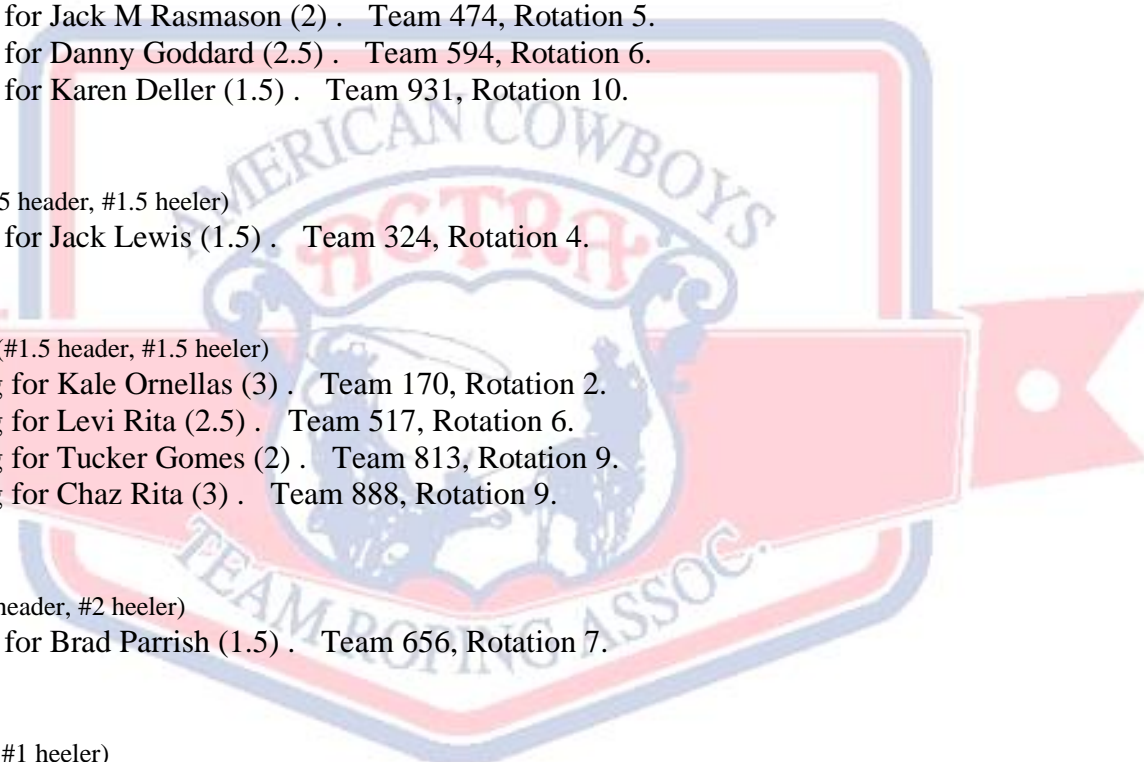 for Jack M Rasmason (2) . Team 474, Rotation 5.
for Danny Goddard (2.5) . Team 594, Rotation 6.
for Karen Deller (1.5) . Team 931, Rotation 10.
AMERICAN COWBOYS
5 header, #1.5 heeler)
ACTRA
for Jack Lewis (1.5) . Team 324, Rotation 4.
(#1.5 header, #1.5 heeler)
g for Kale Ornellas (3) . Team 170, Rotation 2.
g for Levi Rita (2.5) . Team 517, Rotation 6.
g for Tucker Gomes (2) . Team 813, Rotation 9.
g for Chaz Rita (3) . Team 888, Rotation 9.
TEAM ROPING ASSOC.
header, #2 heeler)
for Brad Parrish (1.5) . Team 656, Rotation 7.
#1 heeler)